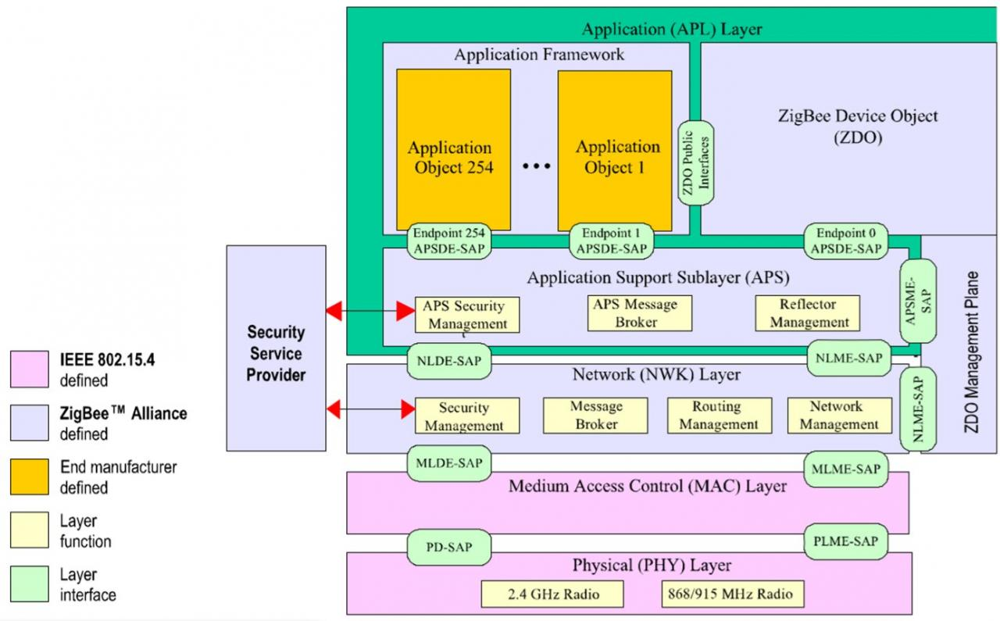 Application (APL) Layer
Application Framework
Application
Object 254
•••
Application
Object 1
ZDO Public
Interfaces
ZigBee Device Object
(ZDO)
Endpoint 254
APSDE-SAP
Endpoint 1
APSDE-SAP
Endpoint 0
APSDE-SAP
Application Support Sublayer (APS)
APS Security
Management
APS Message
Broker
Reflector
Management
APSME-
SAP
ZDO Management Plane
Security
Service
Provider
NLDE-SAP
NLME-SAP
Network (NWK) Layer
Security
Management
Message
Broker
Routing
Management
Network
Management
NLME-SAP
MLDE-SAP
MLME-SAP
Medium Access Control (MAC) Layer
PD-SAP
PLME-SAP
Physical (PHY) Layer
2.4 GHz Radio
868/915 MHz Radio
IEEE 802.15.4
defined
ZigBee™ Alliance
defined
End manufacturer
defined
Layer
function
Layer
interface